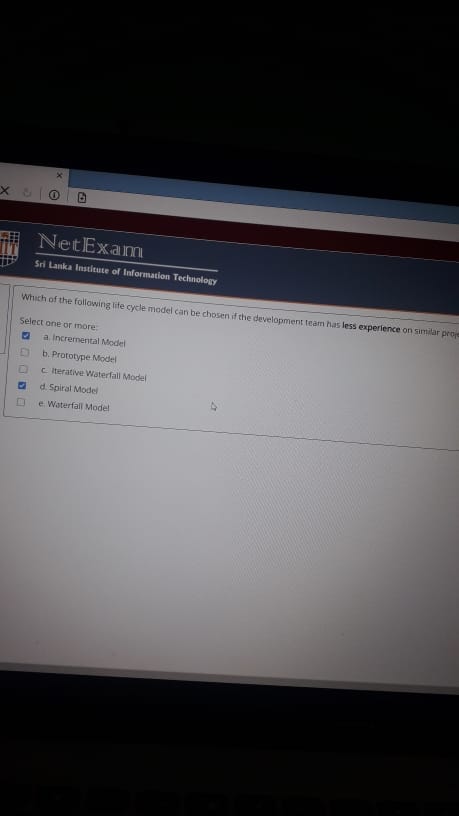 NetExam
Sri Lanka Institute of Information Technology
Which of the following life cycle model can be chosen if the development team has less experience on similar
Select one or more:
a. Incremental Model
b. Prototype Model
c. Iterative Waterfall Model
d. Spiral Model
e. Waterfall Model